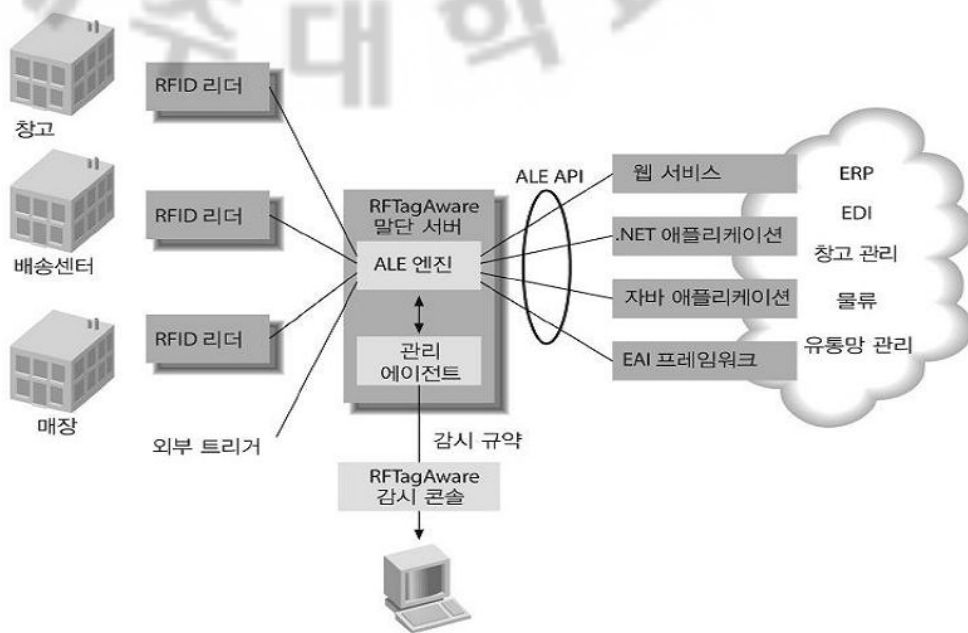 주대학
창고
배송센터
매장
RFID 리더
RFID 리더
RFID 리더
외부 트리거
RFTagAware
말단 서버
ALE 엔진
관리
에이전트
감시 규약
RFTagAware
감시 콘솔
ALE API
웹 서비스
.NET 애플리케이션
자바 애플리케이션
EAI 프레임워크
ERP
EDI
창고 관리
물류
유통망 관리